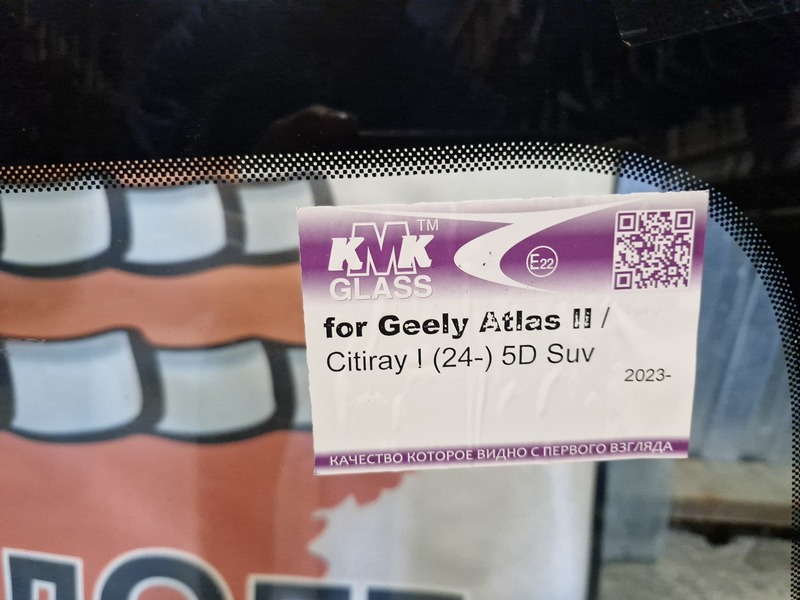 KMK™
GLASS
E22
for Geely Atlas II /
Citiray I (24-) 5D Suv
2023-
КАЧЕСТВО КОТОРОЕ ВИДНО С ПЕРВОГО ВЗГЛЯДА